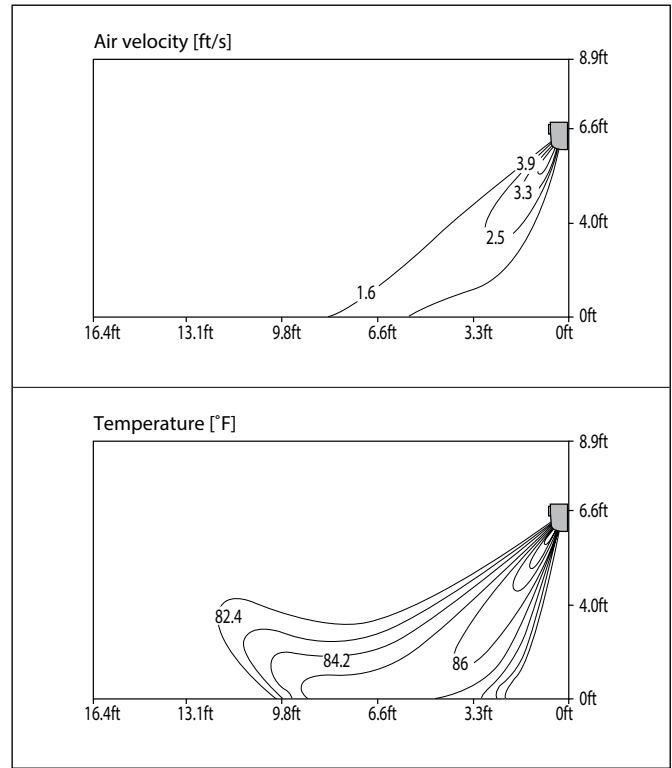 Air velocity [ft/s]
8.9ft
6.6ft
3.9
3.3
4.0ft
2.5
1.6
0ft
16.4ft 13.1ft 9.8ft 6.6ft 3.3ft 0ft
Temperature [˚F]
8.9ft
6.6ft
4.0ft
82.4
84.2
86
0ft
16.4ft 13.1ft 9.8ft 6.6ft 3.3ft 0ft